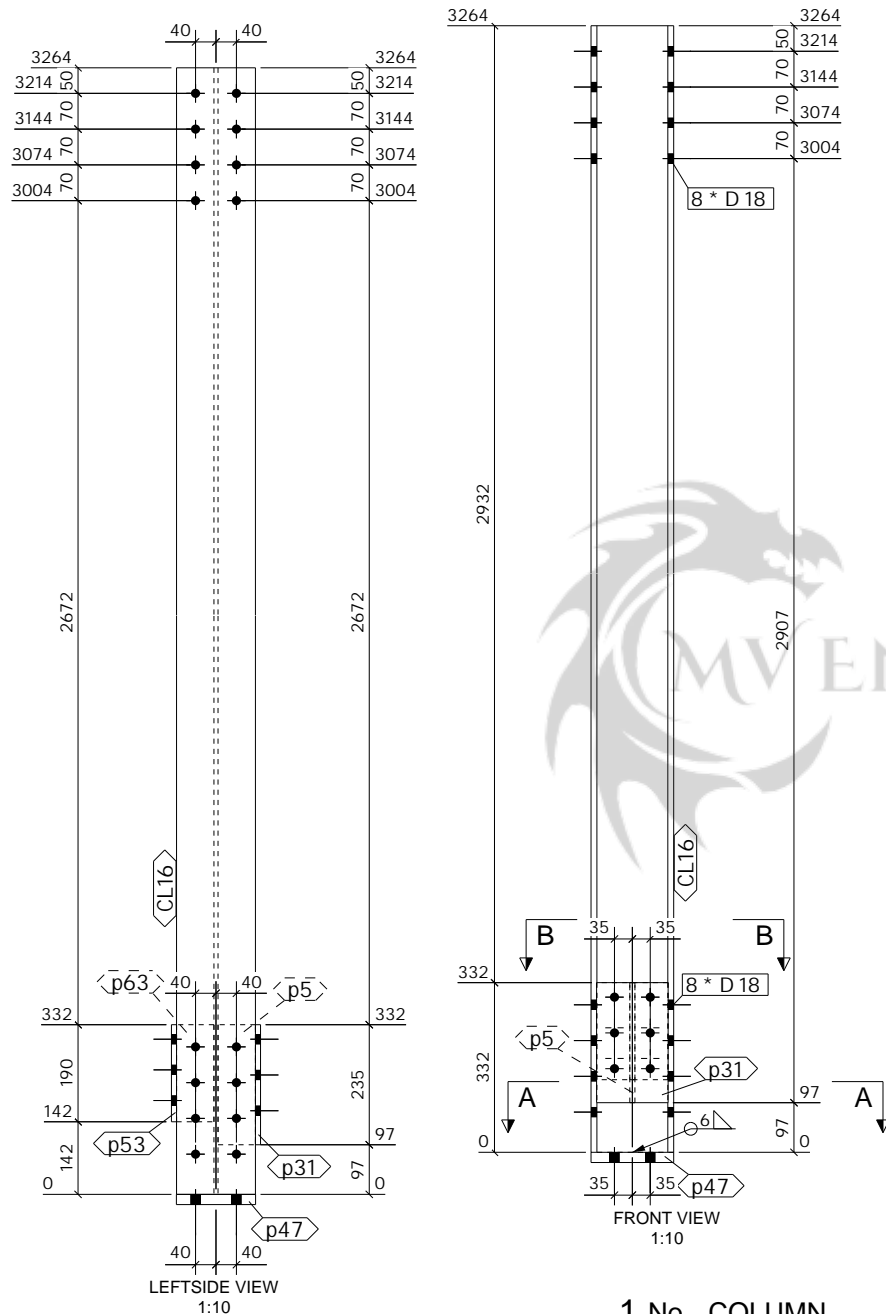 40 40
3264 3264
3214 50 50 3214
3144 70 70 3144
3074 70 70 3074
3004 70 70 3004
2672 2672
CL16
p63 40 40 p5
332 332
190 235
142
p53 p31 97
142 97
0 0
p47
40 40
LEFTSIDE VIEW
1:10
3264 3264
50 3214
70 3144
70 3074
70 3004
8 * D 18
2932
2907
MV EN
CL16
B 35 35 B
332
8 * D 18
p5
332
p31
A 97 A
6
0 97 0
p47
35 35
FRONT VIEW
1:10
1 No. COLUMN